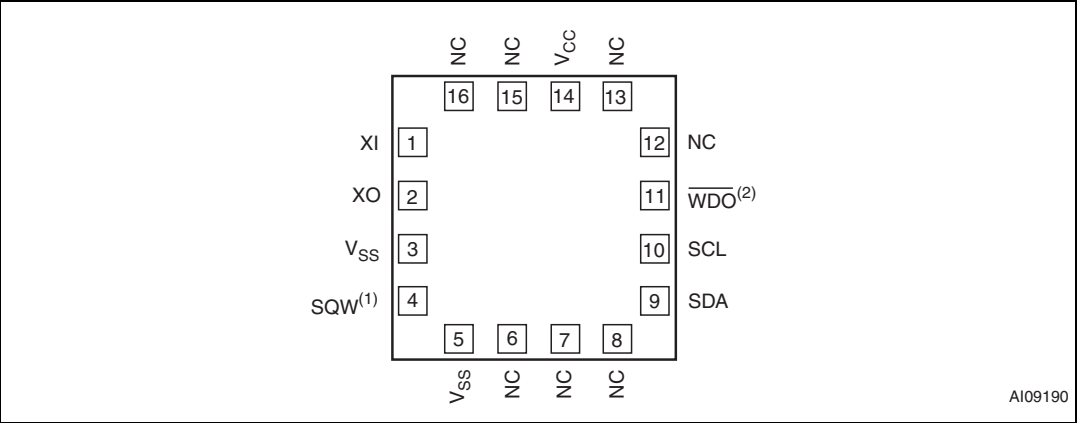 NC NC VCC NC
16 15 14 13
XI 1 12 NC
XO 2 11 WDO(2)
VSS 3 10 SCL
SQW(1) 4 9 SDA
5 6 7 8
VSS NC NC NC
AI09190